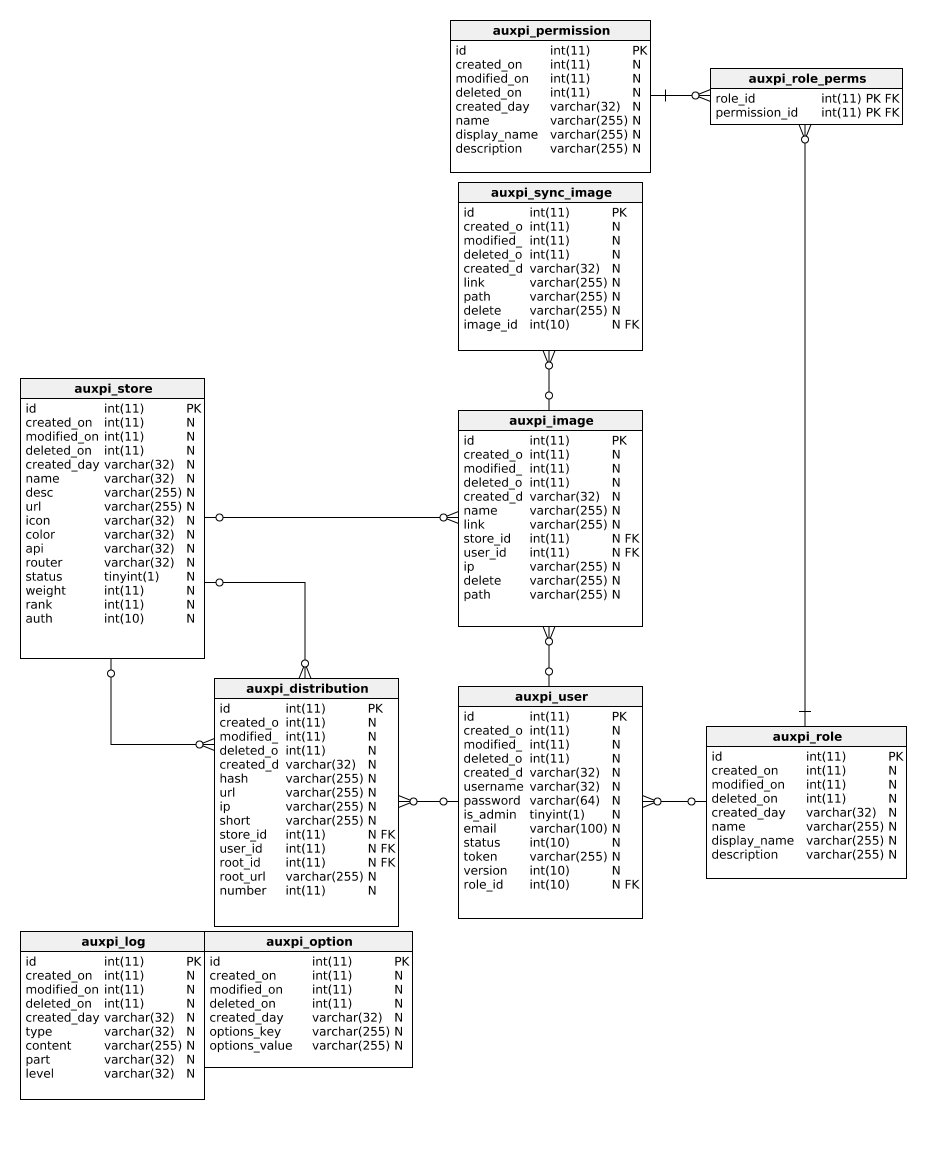 auxpi_permission
id int(11) PK
created_on int(11) N
modified_on int(11) N
deleted_on int(11) N
created_day varchar(32) N
name varchar(255) N
display_name varchar(255) N
description varchar(255) N
auxpi_role_perms
role_id int(11) PK FK
permission_id int(11) PK FK
auxpi_sync_image
id int(11) PK
created_o int(11) N
modified_ int(11) N
deleted_o int(11) N
created_d varchar(32) N
link varchar(255) N
path varchar(255) N
delete varchar(255) N
image_id int(10) N FK
auxpi_store
id int(11) PK
created_on int(11) N
modified_on int(11) N
deleted_on int(11) N
created_day varchar(32) N
name varchar(32) N
desc varchar(255) N
url varchar(255) N
icon varchar(32) N
color varchar(32) N
api varchar(32) N
router varchar(32) N
status tinyint(1) N
weight int(11) N
rank int(11) N
auth int(10) N
auxpi_image
id int(11) PK
created_o int(11) N
modified_ int(11) N
deleted_o int(11) N
created_d varchar(32) N
name varchar(255) N
link varchar(255) N
store_id int(11) N FK
user_id int(11) N FK
ip varchar(255) N
delete varchar(255) N
path varchar(255) N
auxpi_distribution
id int(11) PK
created_o int(11) N
modified_ int(11) N
deleted_o int(11) N
created_d varchar(32) N
hash varchar(255) N
url varchar(255) N
ip varchar(255) N
short varchar(255) N
store_id int(11) N FK
user_id int(11) N FK
root_id int(11) N FK
root_url varchar(255) N
number int(11) N
auxpi_user
id int(11) PK
created_o int(11) N
modified_ int(11) N
deleted_o int(11) N
created_d varchar(32) N
username varchar(32) N
password varchar(64) N
is_admin tinyint(1) N
email varchar(100) N
status int(10) N
token varchar(255) N
version int(10) N
role_id int(10) N FK
auxpi_role
id int(11) PK
created_on int(11) N
modified_on int(11) N
deleted_on int(11) N
created_day varchar(32) N
name varchar(255) N
display_name varchar(255) N
description varchar(255) N
auxpi_log
id int(11) PK
created_on int(11) N
modified_on int(11) N
deleted_on int(11) N
created_day varchar(32) N
type varchar(32) N
content varchar(255) N
part varchar(32) N
level varchar(32) N
auxpi_option
id int(11) PK
created_on int(11) N
modified_on int(11) N
deleted_on int(11) N
created_day varchar(32) N
options_key varchar(255) N
options_value varchar(255) N